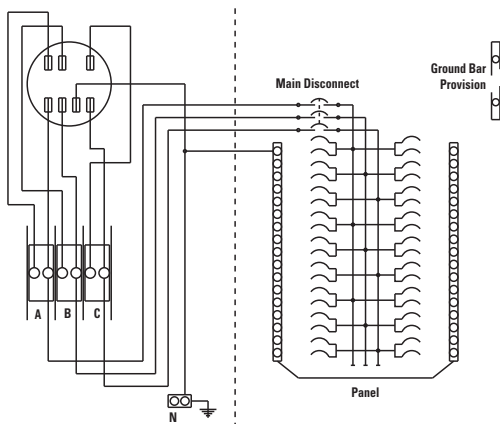 Main Disconnect
Ground Bar
Provision
A
B
C
N
Panel